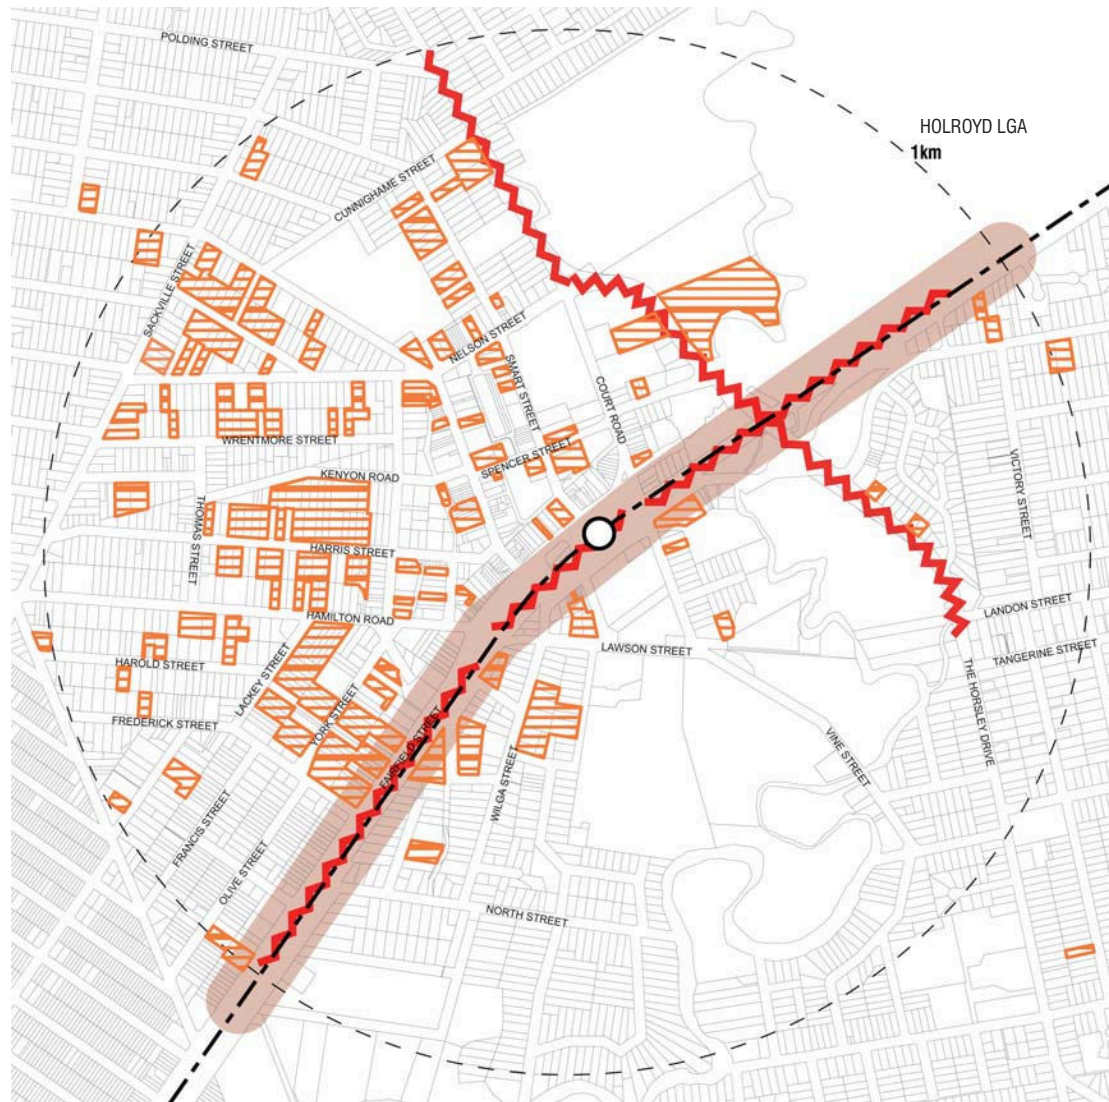 POLDING STREET
HOLROYD LGA
1km
CUNNIGHAME STREET
SACKVILLE STREET
NELSON STREET
SMART STREET
COURT ROAD
WRENTMORE STREET
SPENCER STREET
KENYON ROAD
VICTORY STREET
THOMAS STREET
HARRIS STREET
HAMILTON ROAD
LANDON STREET
LAWSON STREET
TANGERINE STREET
HAROLD STREET
LACKEY STREET
THE HORSLEY DRIVE
FREDERICK STREET
YORK STREET
FAIRFIELD STREET
VINE STREET
WILGA STREET
FRANCIS STREET
OLIVE STREET
NORTH STREET